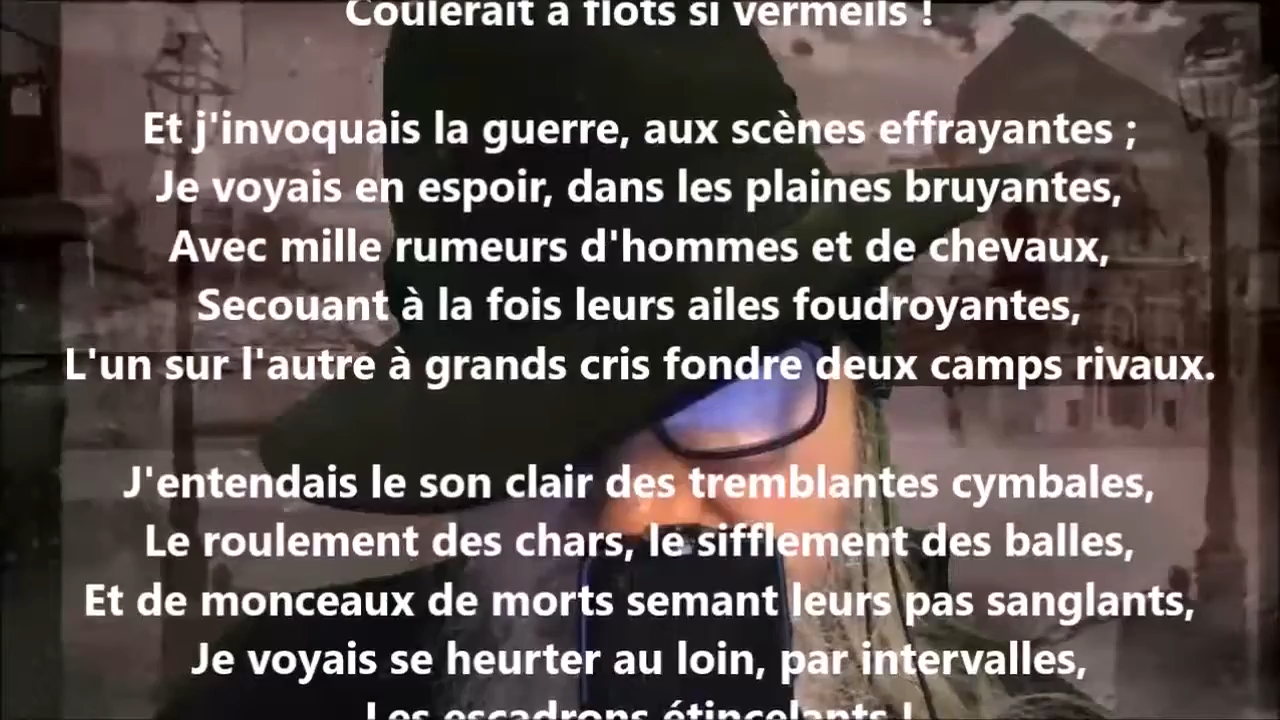 Coulerait à flots si vermeils !
Et j'invoquais la guerre, aux scènes effrayantes ;
Je voyais en espoir, dans les plaines bruyantes,
Avec mille rumeurs d'hommes et de chevaux,
Secouant à la fois leurs ailes foudroyantes,
L'un sur l'autre à grands cris fondre deux camps rivaux.
J'entendais le son clair des tremblantes cymbales,
Le roulement des chars, le sifflement des balles,
Et de monceaux de morts semant leurs pas sanglants,
Je voyais se heurter au loin, par intervalles,
Les escadrons étincelants !